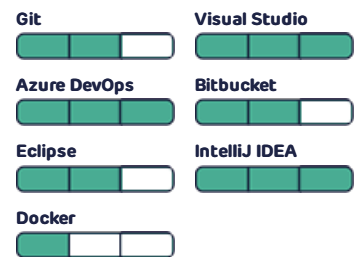 Git
Visual Studio
Azure DevOps
Bitbucket
Eclipse
IntelliJ IDEA
Docker